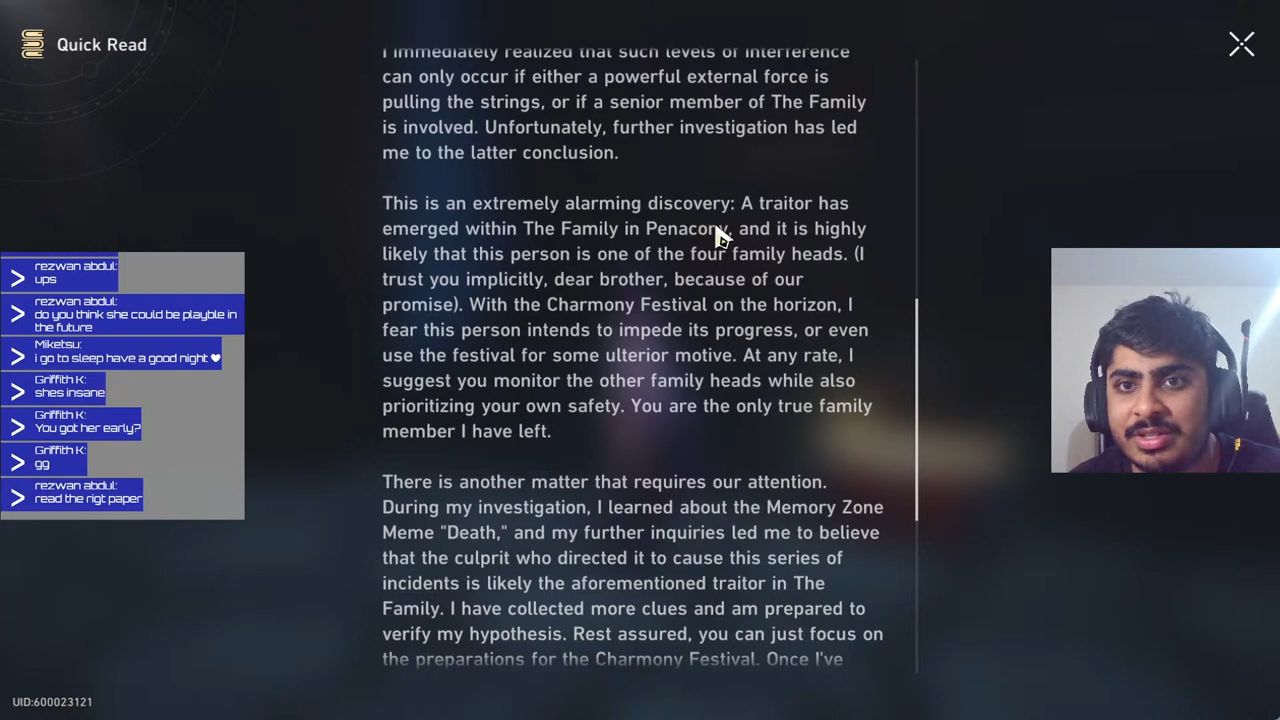 Quick Read
I immediately realized that such levels of interference
can only occur if either a powerful external force is
pulling the strings, or if a senior member of The Family
is involved. Unfortunately, further investigation has led
me to the latter conclusion.
This is an extremely alarming discovery: A traitor has
emerged within The Family in Penacony, and it is highly
likely that this person is one of the four family heads. (I
trust you implicitly, dear brother, because of our
promise). With the Charmony Festival on the horizon, I
fear this person intends to impede its progress, or even
use the festival for some ulterior motive. At any rate, I
suggest you monitor the other family heads while also
prioritizing your own safety. You are the only true family
member I have left.
There is another matter that requires our attention.
During my investigation, I learned about the Memory Zone
Meme "Death," and my further inquiries led me to believe
that the culprit who directed it to cause this series of
incidents is likely the aforementioned traitor in The
Family. I have collected more clues and am prepared to
verify my hypothesis. Rest assured, you can just focus on
the preparations for the Charmony Festival. Once I've
rezwan abdul:
ups
rezwan abdul:
do you think she could be playble in
the future
Miketsu:
i go to sleep have a good night ♥
Griffith K:
shes insane
Griffith K:
You got her early?
Griffith K:
gg
rezwan abdul:
read the rigt paper
UID:600023121